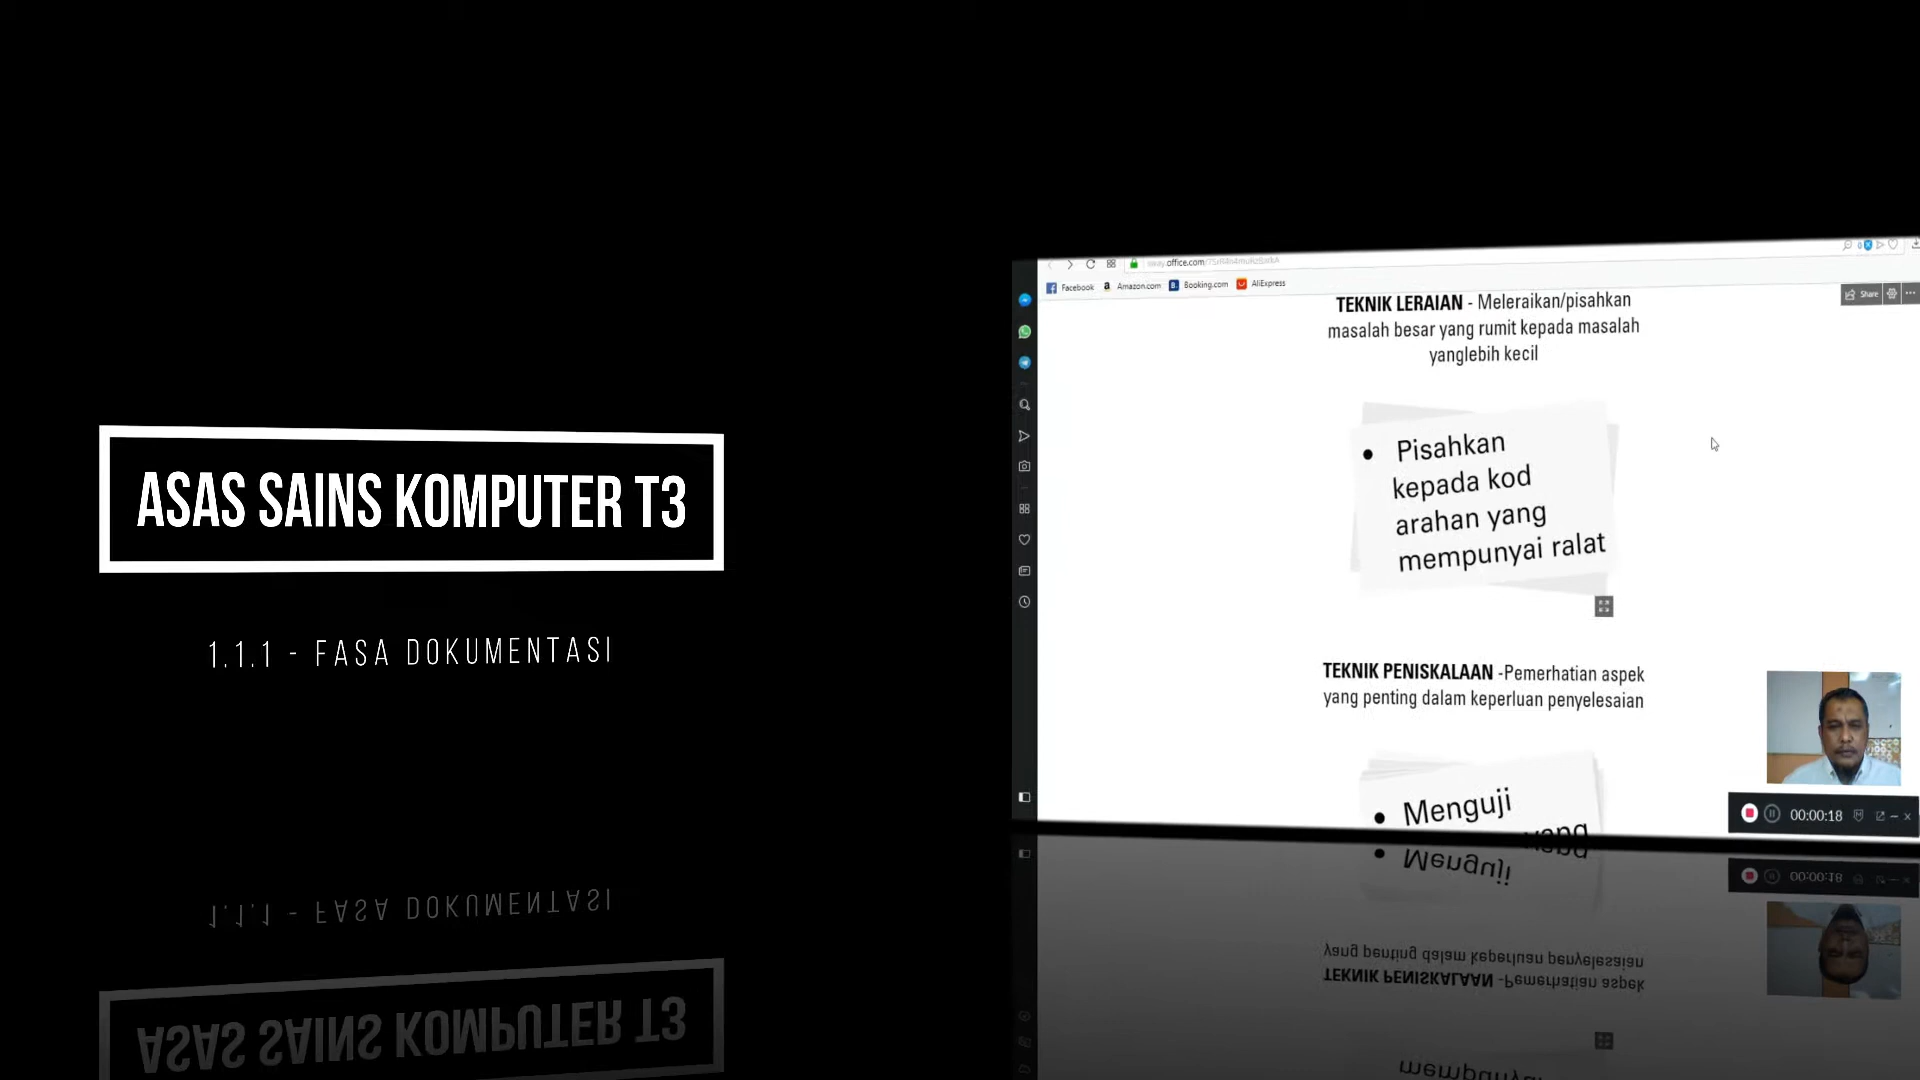 ASAS SAINS KOMPUTER T3
1.1.1 - FASA DOKUMENTASI
Facebook
Amazon.com
Booking.com
AliExpress
Share
TEKNIK LERAIAN - Meleraikan/pisahkan
masalah besar yang rumit kepada masalah
yanglebih kecil
• Pisahkan
kepada kod
arahan yang
mempunyai ralat
TEKNIK PENISKALAAN -Pemerhatian aspek
yang penting dalam keperluan penyelesaian
• Menguji
yang
00:00:18